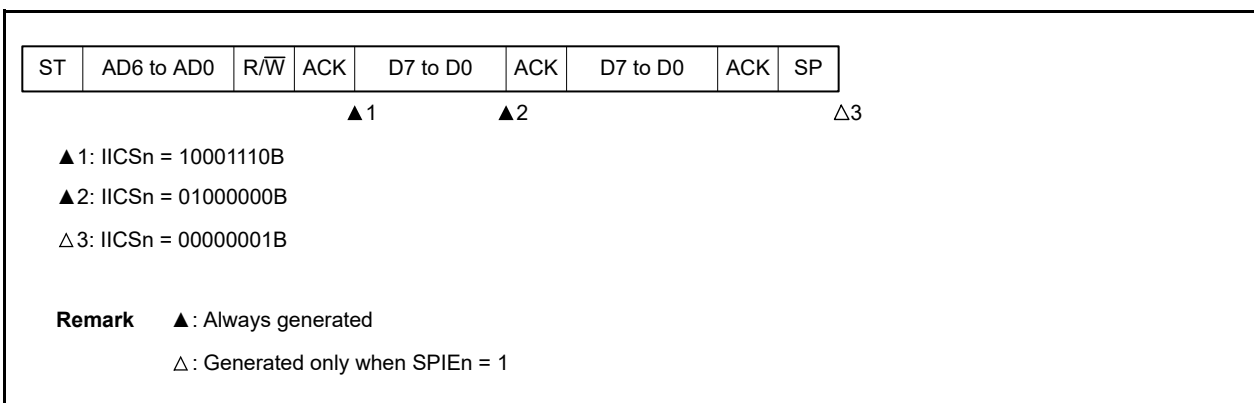 ST AD6 to AD0 R/W̅ ACK D7 to D0 ACK D7 to D0 ACK SP
▲1 ▲2 △3
▲1: IICSn = 10001110B
▲2: IICSn = 01000000B
△3: IICSn = 00000001B
Remark ▲: Always generated
△: Generated only when SPIEn = 1